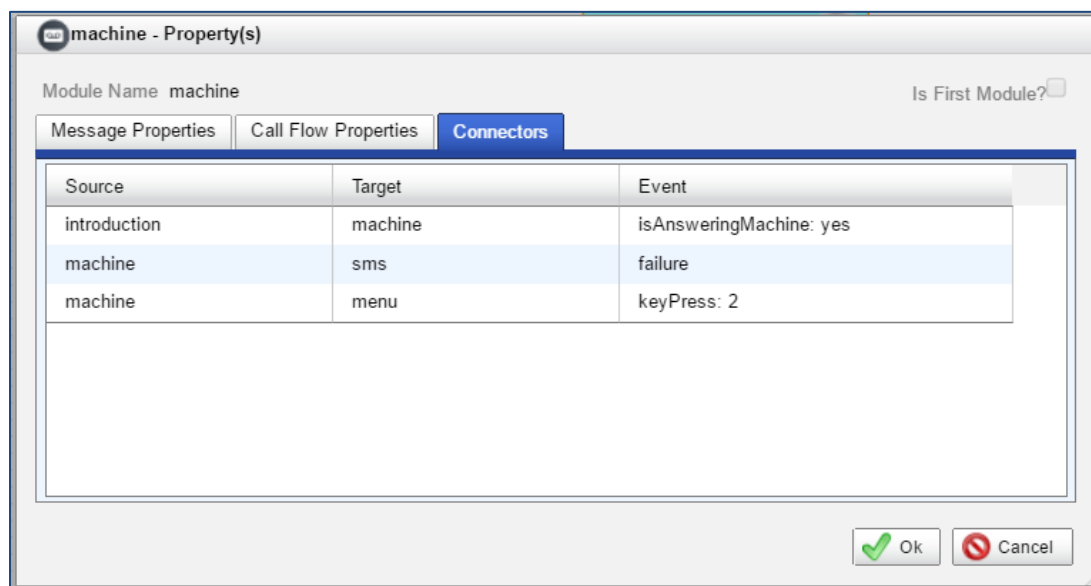 machine - Property(s)
Module Name machine Is First Module?
Message Properties Call Flow Properties Connectors
Source Target Event
introduction machine isAnsweringMachine: yes
machine sms failure
machine menu keyPress: 2
Ok Cancel